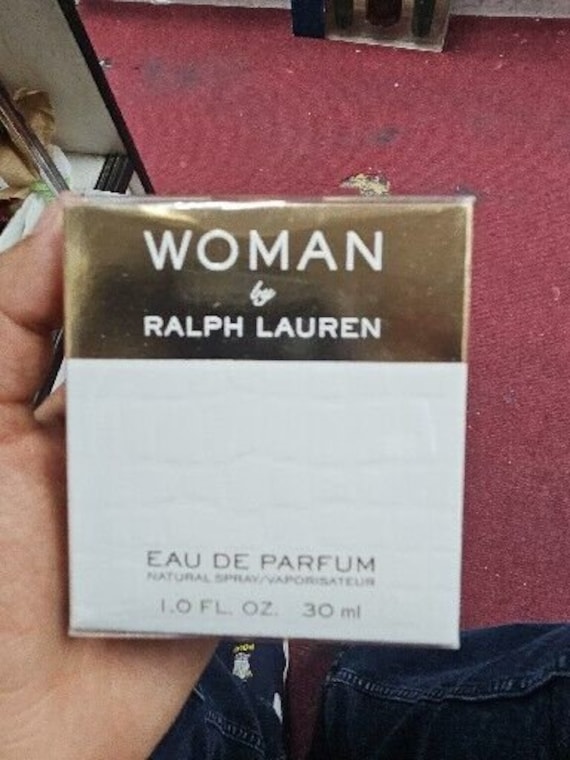 WOMAN
by
RALPH LAUREN
EAU DE PARFUM
NATURAL SPRAY/VAPORISATEUR
1.0 FL. OZ. 30 ml